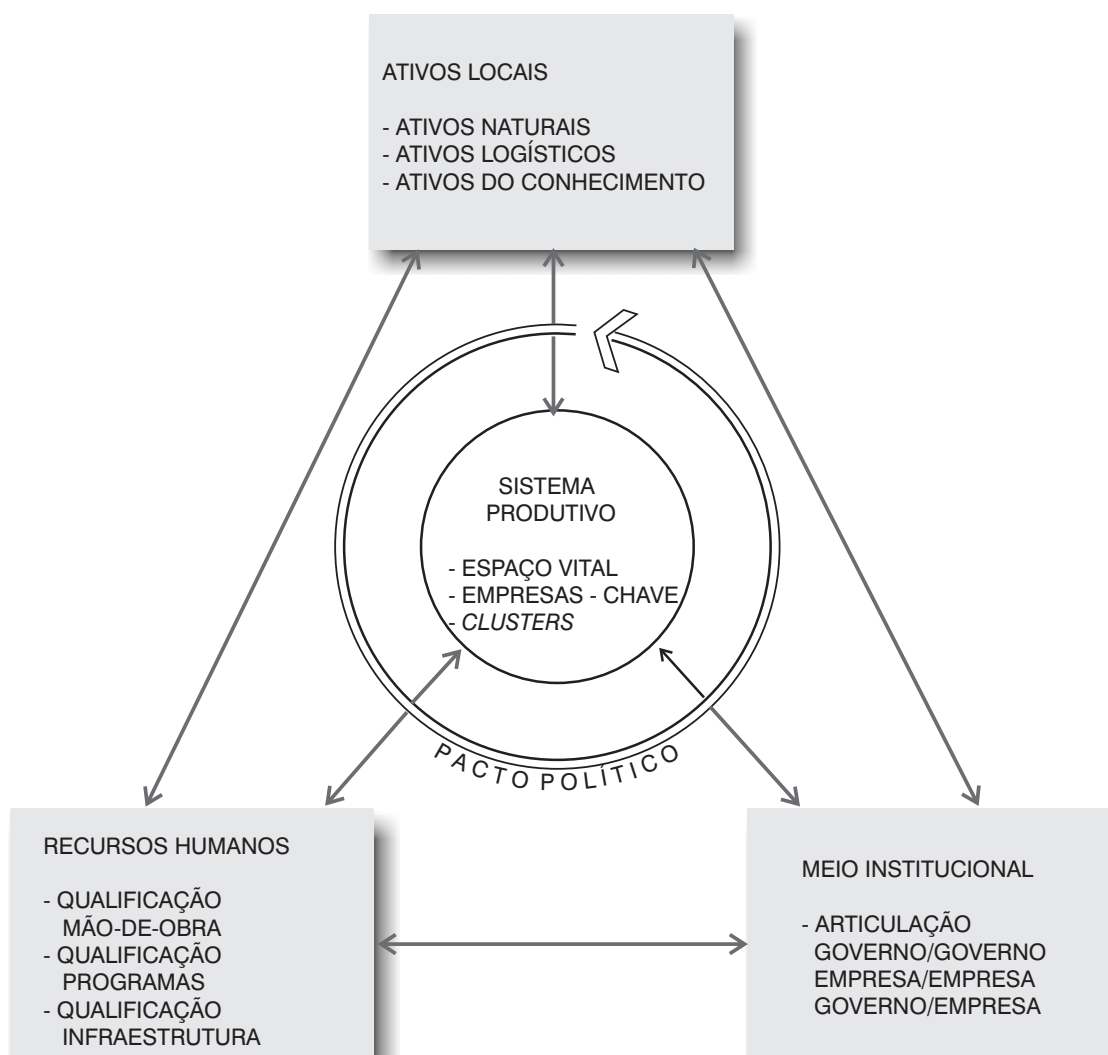 ATIVOS LOCAIS
- ATIVOS NATURAIS
- ATIVOS LOGÍSTICOS
- ATIVOS DO CONHECIMENTO
SISTEMA
PRODUTIVO
- ESPAÇO VITAL
- EMPRESAS - CHAVE
- CLUSTERS
PACTO POLÍTICO
RECURSOS HUMANOS
- QUALIFICAÇÃO
MÃO-DE-OBRA
- QUALIFICAÇÃO
PROGRAMAS
- QUALIFICAÇÃO
INFRAESTRUTURA
MEIO INSTITUCIONAL
- ARTICULAÇÃO
GOVERNO/GOVERNO
EMPRESA/EMPRESA
GOVERNO/EMPRESA